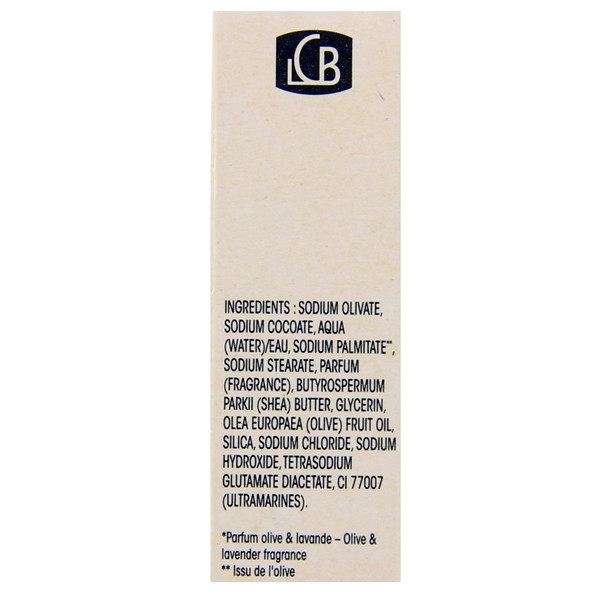 LCB
INGREDIENTS : SODIUM OLIVATE,
SODIUM COCOATE, AQUA
(WATER)/EAU, SODIUM PALMITATE**,
SODIUM STEARATE, PARFUM
(FRAGRANCE), BUTYROSPERMUM
PARKII (SHEA) BUTTER, GLYCERIN,
OLEA EUROPAEA (OLIVE) FRUIT OIL,
SILICA, SODIUM CHLORIDE, SODIUM
HYDROXIDE, TETRASODIUM
GLUTAMATE DIACETATE, CI 77007
(ULTRAMARINES).
*Parfum olive & lavande – Olive &
lavender fragrance
** Issu de l'olive